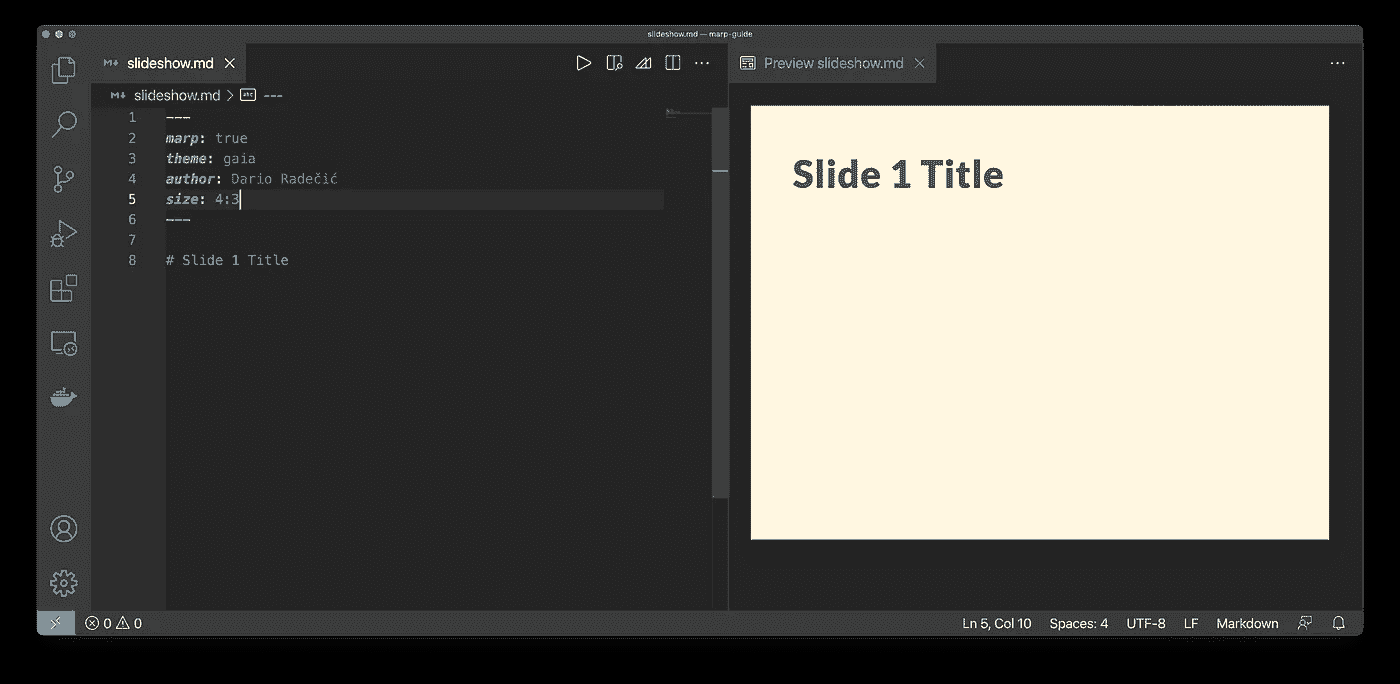 slideshow.md — marp-guide
M↓ slideshow.md
Preview slideshow.md
M↓ slideshow.md > abc ---
1 ---
2 marp: true
3 theme: gaia
4 author: Dario Radečić
5 size: 4:3
6 ---
7
8 # Slide 1 Title
Slide 1 Title
0 0
Ln 5, Col 10 Spaces: 4 UTF-8 LF Markdown